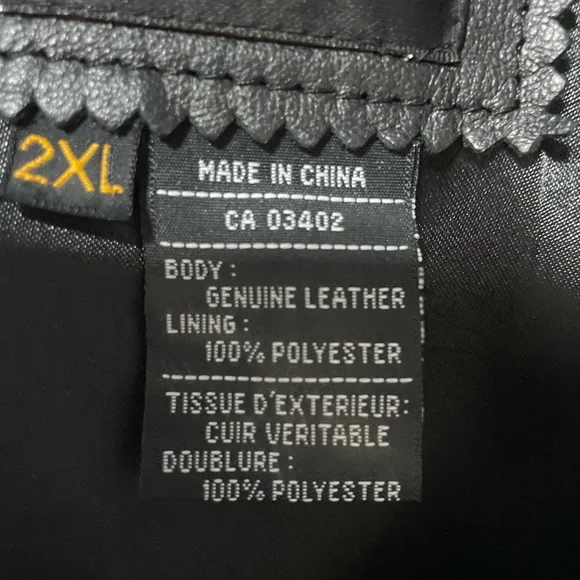 2XL
MADE IN CHINA
CA 03402
BODY :
GENUINE LEATHER
LINING :
100% POLYESTER
TISSUE D'EXTERIEUR:
CUIR VERITABLE
DOUBLURE :
100% POLYESTER